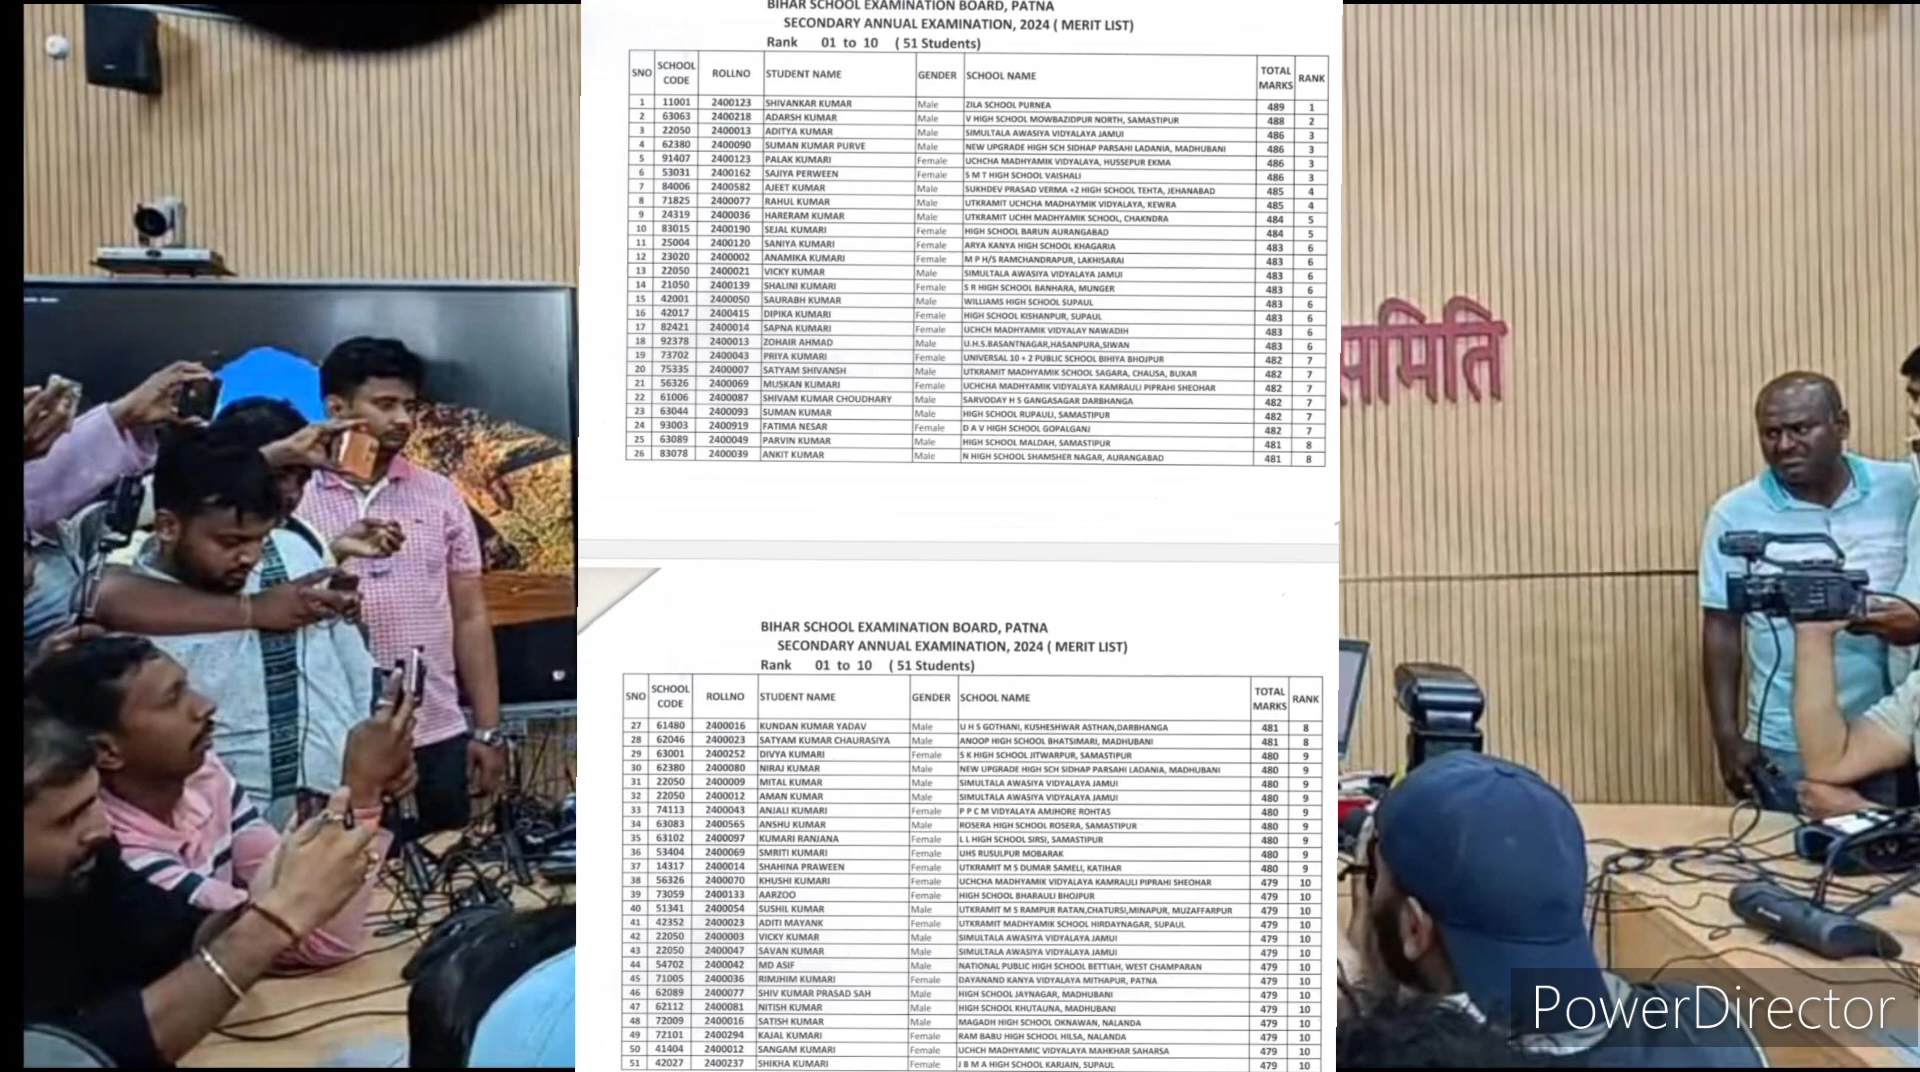 BIHAR SCHOOL EXAMINATION BOARD, PATNA
SECONDARY ANNUAL EXAMINATION, 2024 ( MERIT LIST)
Rank 01 to 10 ( 51 Students)
SNO SCHOOL CODE ROLLNO STUDENT NAME GENDER SCHOOL NAME TOTAL MARKS RANK
1 11001 2400123 SHIVANKAR KUMAR Male ZILA SCHOOL PURNEA 489 1
2 63063 2400218 ADARSH KUMAR Male V HIGH SCHOOL MOWBAZIDPUR NORTH, SAMASTIPUR 488 2
3 22050 2400013 ADITYA KUMAR Male SIMULTALA AWASIYA VIDYALAYA JAMUI 486 3
4 62380 2400090 SUMAN KUMAR PURVE Male NEW UPGRADE HIGH SCH SIDHAP PARSAHI LADANIA, MADHUBANI 486 3
5 91407 2400123 PALAK KUMARI Female UCHCHA MADHYAMIK VIDYALAYA, HUSSEPUR EKMA 486 3
6 53031 2400162 SAJIYA PERWEEN Female S M T HIGH SCHOOL VAISHALI 486 3
7 84006 2400582 AJEET KUMAR Male SUKHDEV PRASAD VERMA +2 HIGH SCHOOL TEHTA, JEHANABAD 485 4
8 71825 2400077 RAHUL KUMAR Male UTKRAMIT UCHCHA MADHAYMIK VIDYALAYA, KEWRA 485 4
9 24319 2400036 HARERAM KUMAR Male UTKRAMIT UCHH MADHYAMIK SCHOOL, CHAKNDRA 484 5
10 83015 2400190 SEJAL KUMARI Female HIGH SCHOOL BARUN AURANGABAD 484 5
11 25004 2400120 SANIYA KUMARI Female ARYA KANYA HIGH SCHOOL KHAGARIA 483 6
12 23020 2400002 ANAMIKA KUMARI Female M P H/S RAMCHANDRAPUR, LAKHISARAI 483 6
13 22050 2400021 VICKY KUMAR Male SIMULTALA AWASIYA VIDYALAYA JAMUI 483 6
14 21050 2400139 SHALINI KUMARI Female S R HIGH SCHOOL BANHARA, MUNGER 483 6
15 42001 2400050 SAURABH KUMAR Male WILLIAMS HIGH SCHOOL SUPAUL 483 6
16 42017 2400415 DIPIKA KUMARI Female HIGH SCHOOL KISHANPUR, SUPAUL 483 6
17 82421 2400014 SAPNA KUMARI Female UCHCH MADHYAMIK VIDYALAY NAWADIH 483 6
18 92378 2400013 ZOHAIR AHMAD Male U.H.S.BASANTNAGAR,HASANPURA,SIWAN 483 6
19 73702 2400043 PRIYA KUMARI Female UNIVERSAL 10 + 2 PUBLIC SCHOOL BIHIYA BHOJPUR 482 7
20 75335 2400007 SATYAM SHIVANSH Male UTKRAMIT MADHYAMIK SCHOOL SAGARA, CHAUSA, BUXAR 482 7
21 56326 2400069 MUSKAN KUMARI Female UCHCHA MADHYAMIK VIDYALAYA KAMRAULI PIPRAHI SHEOHAR 482 7
22 61006 2400087 SHIVAM KUMAR CHOUDHARY Male SARVODAY H S GANGASAGAR DARBHANGA 482 7
23 63044 2400093 SUMAN KUMAR Male HIGH SCHOOL RUPAULI, SAMASTIPUR 482 7
24 93003 2400919 FATIMA NESAR Female D A V HIGH SCHOOL GOPALGANJ 482 7
25 63089 2400049 PARVIN KUMAR Male HIGH SCHOOL MALDAH, SAMASTIPUR 481 8
26 83078 2400039 ANKIT KUMAR Male N HIGH SCHOOL SHAMSHER NAGAR, AURANGABAD 481 8
BIHAR SCHOOL EXAMINATION BOARD, PATNA
SECONDARY ANNUAL EXAMINATION, 2024 ( MERIT LIST)
Rank 01 to 10 ( 51 Students)
SNO SCHOOL CODE ROLLNO STUDENT NAME GENDER SCHOOL NAME TOTAL MARKS RANK
27 61480 2400016 KUNDAN KUMAR YADAV Male U H S GOTHANI, KUSHESHWAR ASTHAN,DARBHANGA 481 8
28 62046 2400023 SATYAM KUMAR CHAURASIYA Male ANOOP HIGH SCHOOL BHATSIMARI, MADHUBANI 481 8
29 63001 2400252 DIVYA KUMARI Female S K HIGH SCHOOL JITWARPUR, SAMASTIPUR 480 9
30 62380 2400080 NIRAJ KUMAR Male NEW UPGRADE HIGH SCH SIDHAP PARSAHI LADANIA, MADHUBANI 480 9
31 22050 2400009 MITAL KUMAR Male SIMULTALA AWASIYA VIDYALAYA JAMUI 480 9
32 22050 2400012 AMAN KUMAR Male SIMULTALA AWASIYA VIDYALAYA JAMUI 480 9
33 74113 2400043 ANJALI KUMARI Female P P C M VIDYALAYA AMJHORE ROHTAS 480 9
34 63083 2400565 ANSHU KUMAR Male ROSERA HIGH SCHOOL ROSERA, SAMASTIPUR 480 9
35 63102 2400097 KUMARI RANJANA Female L L HIGH SCHOOL SIRSI, SAMASTIPUR 480 9
36 53404 2400069 SMRITI KUMARI Female UHS RUSULPUR MOBARAK 480 9
37 14317 2400014 SHAHINA PRAWEEN Female UTKRAMIT M S DUMAR SAMELI, KATIHAR 480 9
38 56326 2400070 KHUSHI KUMARI Female UCHCHA MADHYAMIK VIDYALAYA KAMRAULI PIPRAHI SHEOHAR 479 10
39 73059 2400133 AARZOO Female HIGH SCHOOL BHARAULI BHOJPUR 479 10
40 51341 2400054 SUSHIL KUMAR Male UTKRAMIT M S RAMPUR RATAN,CHATURSI,MINAPUR, MUZAFFARPUR 479 10
41 42352 2400023 ADITI MAYANK Female UTKRAMIT MADHYAMIK SCHOOL HIRDAYNAGAR, SUPAUL 479 10
42 22050 2400003 VICKY KUMAR Male SIMULTALA AWASIYA VIDYALAYA JAMUI 479 10
43 22050 2400047 SAVAN KUMAR Male SIMULTALA AWASIYA VIDYALAYA JAMUI 479 10
44 54702 2400042 MD ASIF Male NATIONAL PUBLIC HIGH SCHOOL BETTIAH, WEST CHAMPARAN 479 10
45 71005 2400036 RIMJHIM KUMARI Female DAYANAND KANYA VIDYALAYA MITHAPUR, PATNA 479 10
46 62089 2400077 SHIV KUMAR PRASAD SAH Male HIGH SCHOOL JAYNAGAR, MADHUBANI 479 10
47 62112 2400081 NITISH KUMAR Male HIGH SCHOOL KHUTAUNA, MADHUBANI 479 10
48 72009 2400016 SATISH KUMAR Male MAGADH HIGH SCHOOL OKNAWAN, NALANDA 479 10
49 72101 2400294 KAJAL KUMARI Female RAM BABU HIGH SCHOOL HILSA, NALANDA 479 10
50 41404 2400012 SANGAM KUMARI Female UCHCH MADHYAMIC VIDYALAYA MAHKHAR SAHARSA 479 10
51 42027 2400237 SHIKHA KUMARI Female J B M A HIGH SCHOOL KARJAIN, SUPAUL 479 10
समिति
PowerDirector